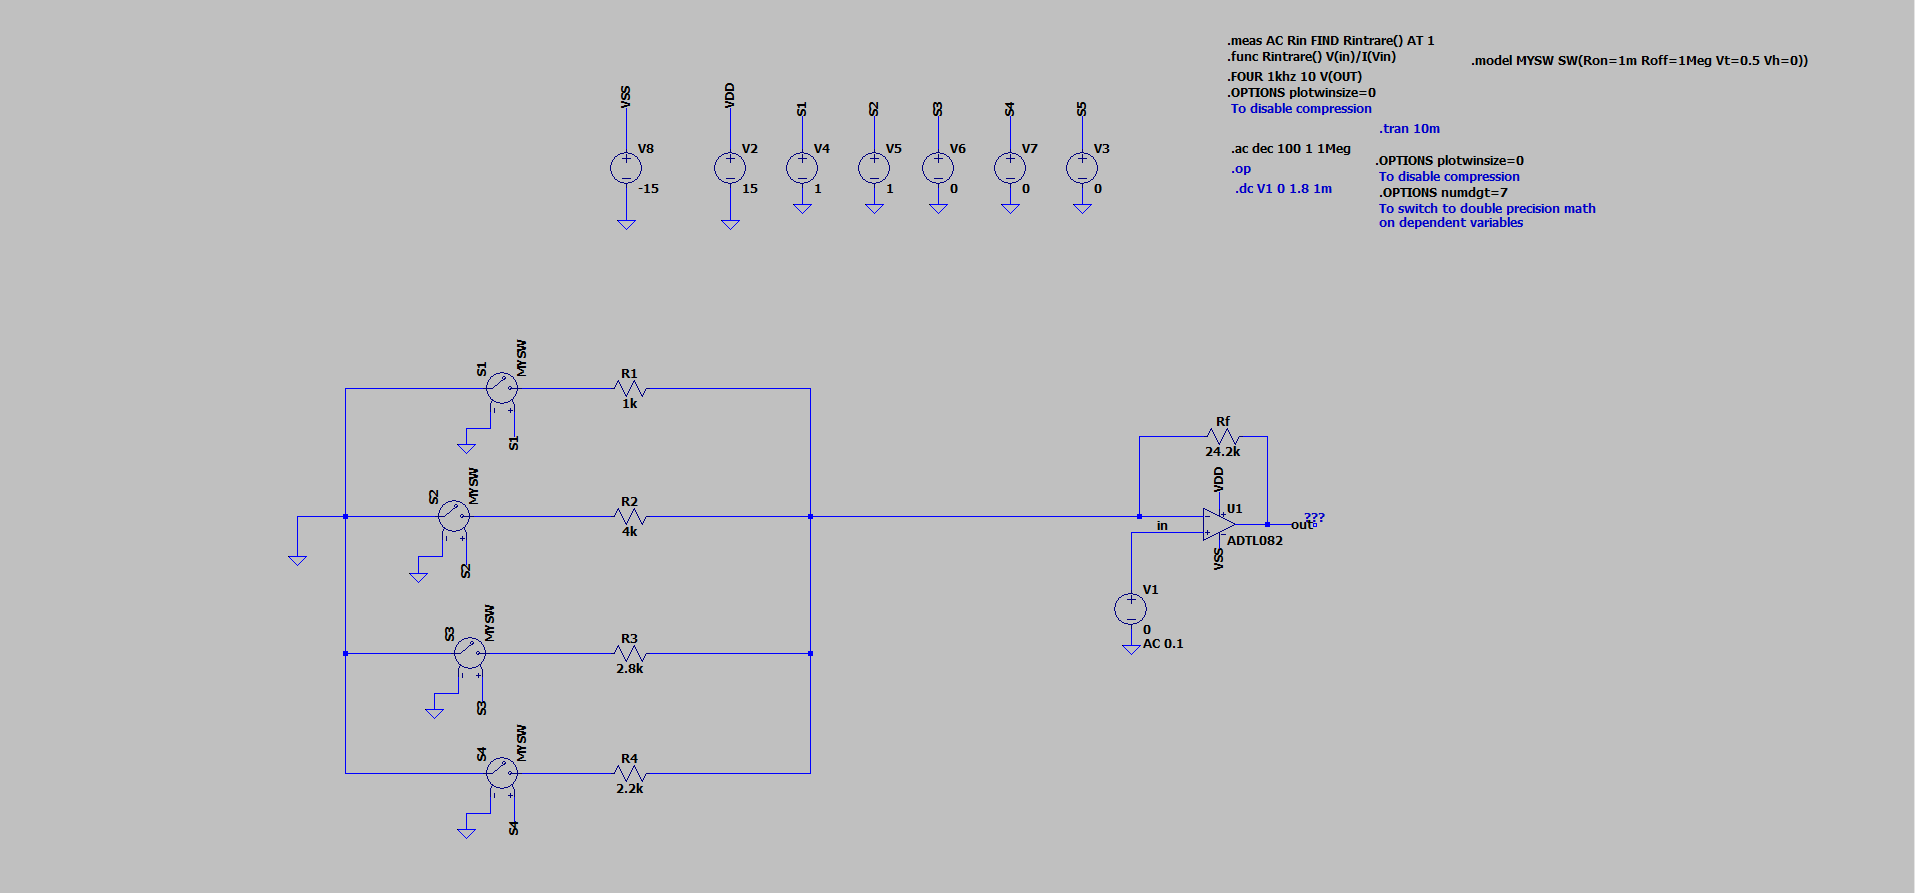 .meas AC Rin FIND Rintrare() AT 1
.func Rintrare() V(in)/I(Vin)
.model MYSW SW(Ron=1m Roff=1Meg Vt=0.5 Vh=0))
.FOUR 1khz 10 V(OUT)
.OPTIONS plotwinsize=0
To disable compression
.tran 10m
.ac dec 100 1 1Meg
.op
.dc V1 0 1.8 1m
.OPTIONS plotwinsize=0
To disable compression
.OPTIONS numdgt=7
To switch to double precision math
on dependent variables
VSS
V8
-15
VDD
V2
15
S1
V4
1
S2
V5
1
S3
V6
0
S4
V7
0
S5
V3
0
S1
MYSW
S1
R1
1k
S2
MYSW
S2
R2
4k
S3
MYSW
S3
R3
2.8k
S4
MYSW
S4
R4
2.2k
Rf
24.2k
VDD
U1
ADTL082
VSS
in
out
???
V1
0
AC 0.1